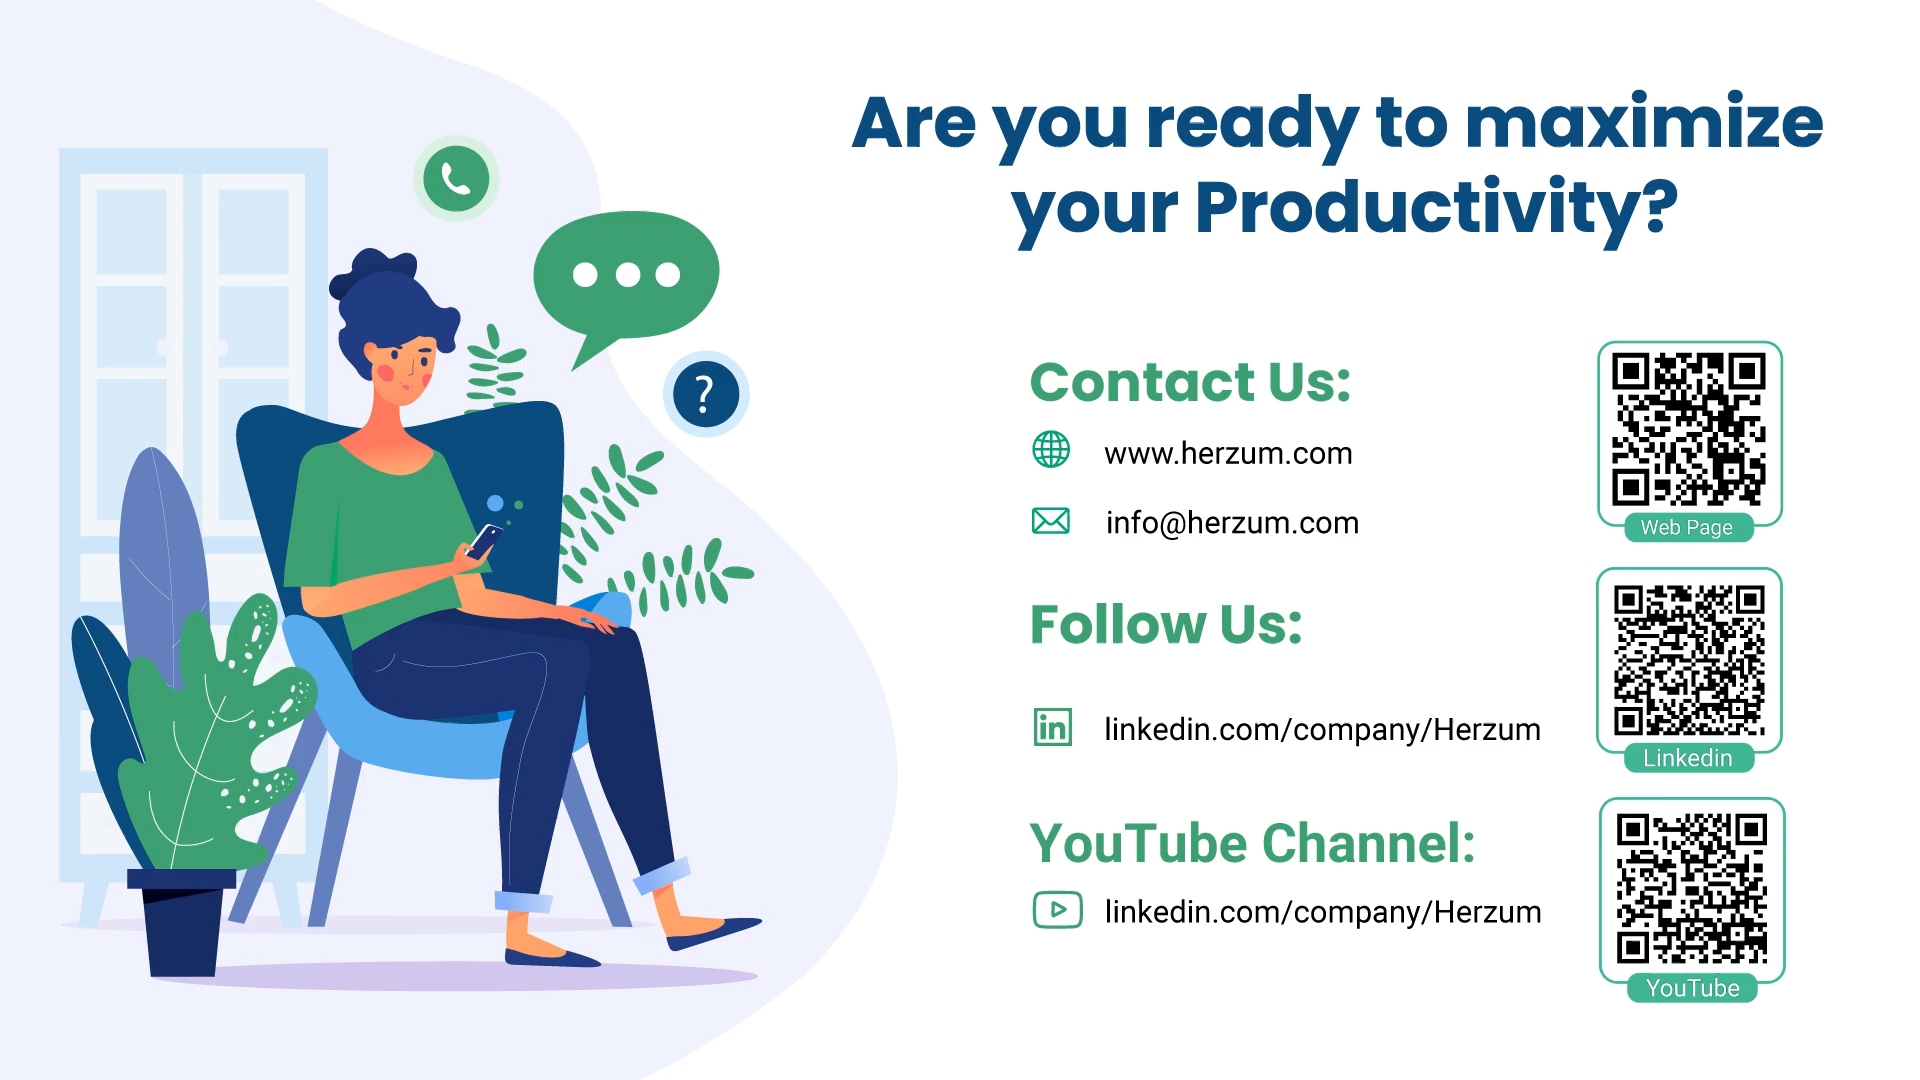 Are you ready to maximize
your Productivity?
Contact Us:
www.herzum.com
info@herzum.com
Web Page
Follow Us:
in
linkedin.com/company/Herzum
Linkedin
YouTube Channel:
linkedin.com/company/Herzum
YouTube
?